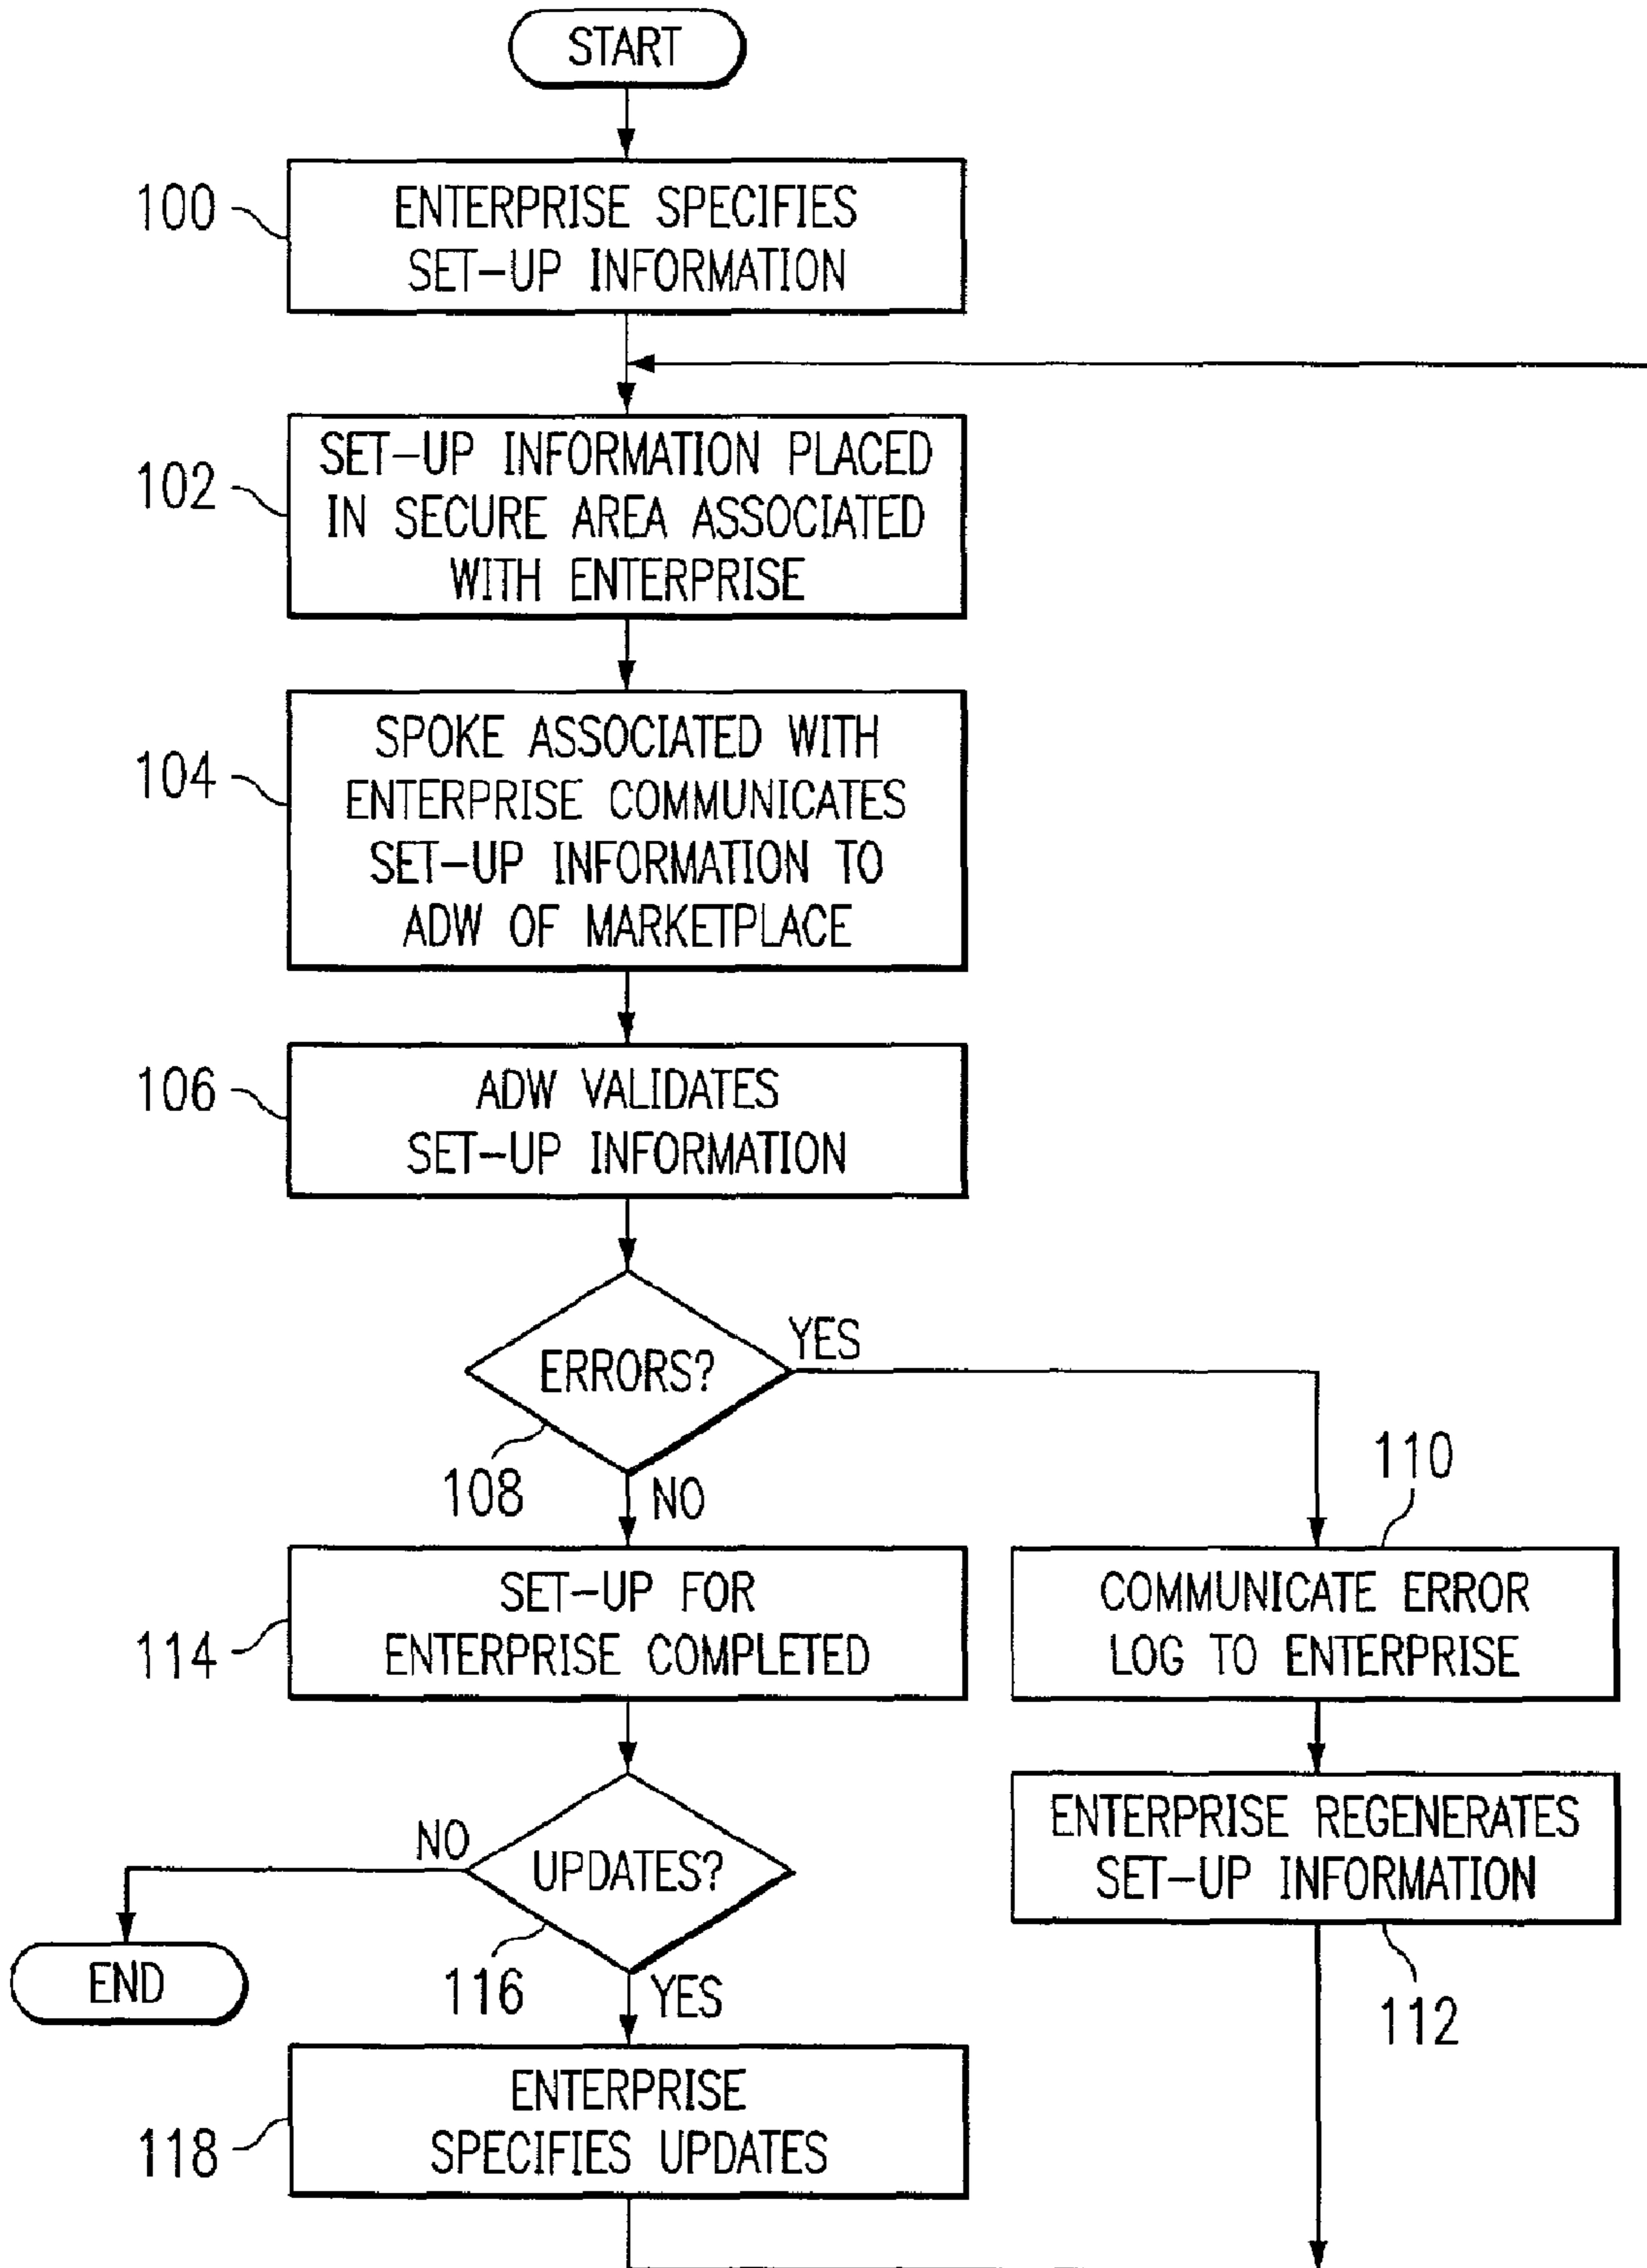 START
100
ENTERPRISE SPECIFIES
SET-UP INFORMATION
102
SET-UP INFORMATION PLACED
IN SECURE AREA ASSOCIATED
WITH ENTERPRISE
104
SPOKE ASSOCIATED WITH
ENTERPRISE COMMUNICATES
SET-UP INFORMATION TO
ADW OF MARKETPLACE
106
ADW VALIDATES
SET-UP INFORMATION
ERRORS?
YES
108
NO
110
114
SET-UP FOR
ENTERPRISE COMPLETED
COMMUNICATE ERROR
LOG TO ENTERPRISE
ENTERPRISE REGENERATES
SET-UP INFORMATION
112
UPDATES?
NO
END
116
YES
118
ENTERPRISE
SPECIFIES UPDATES